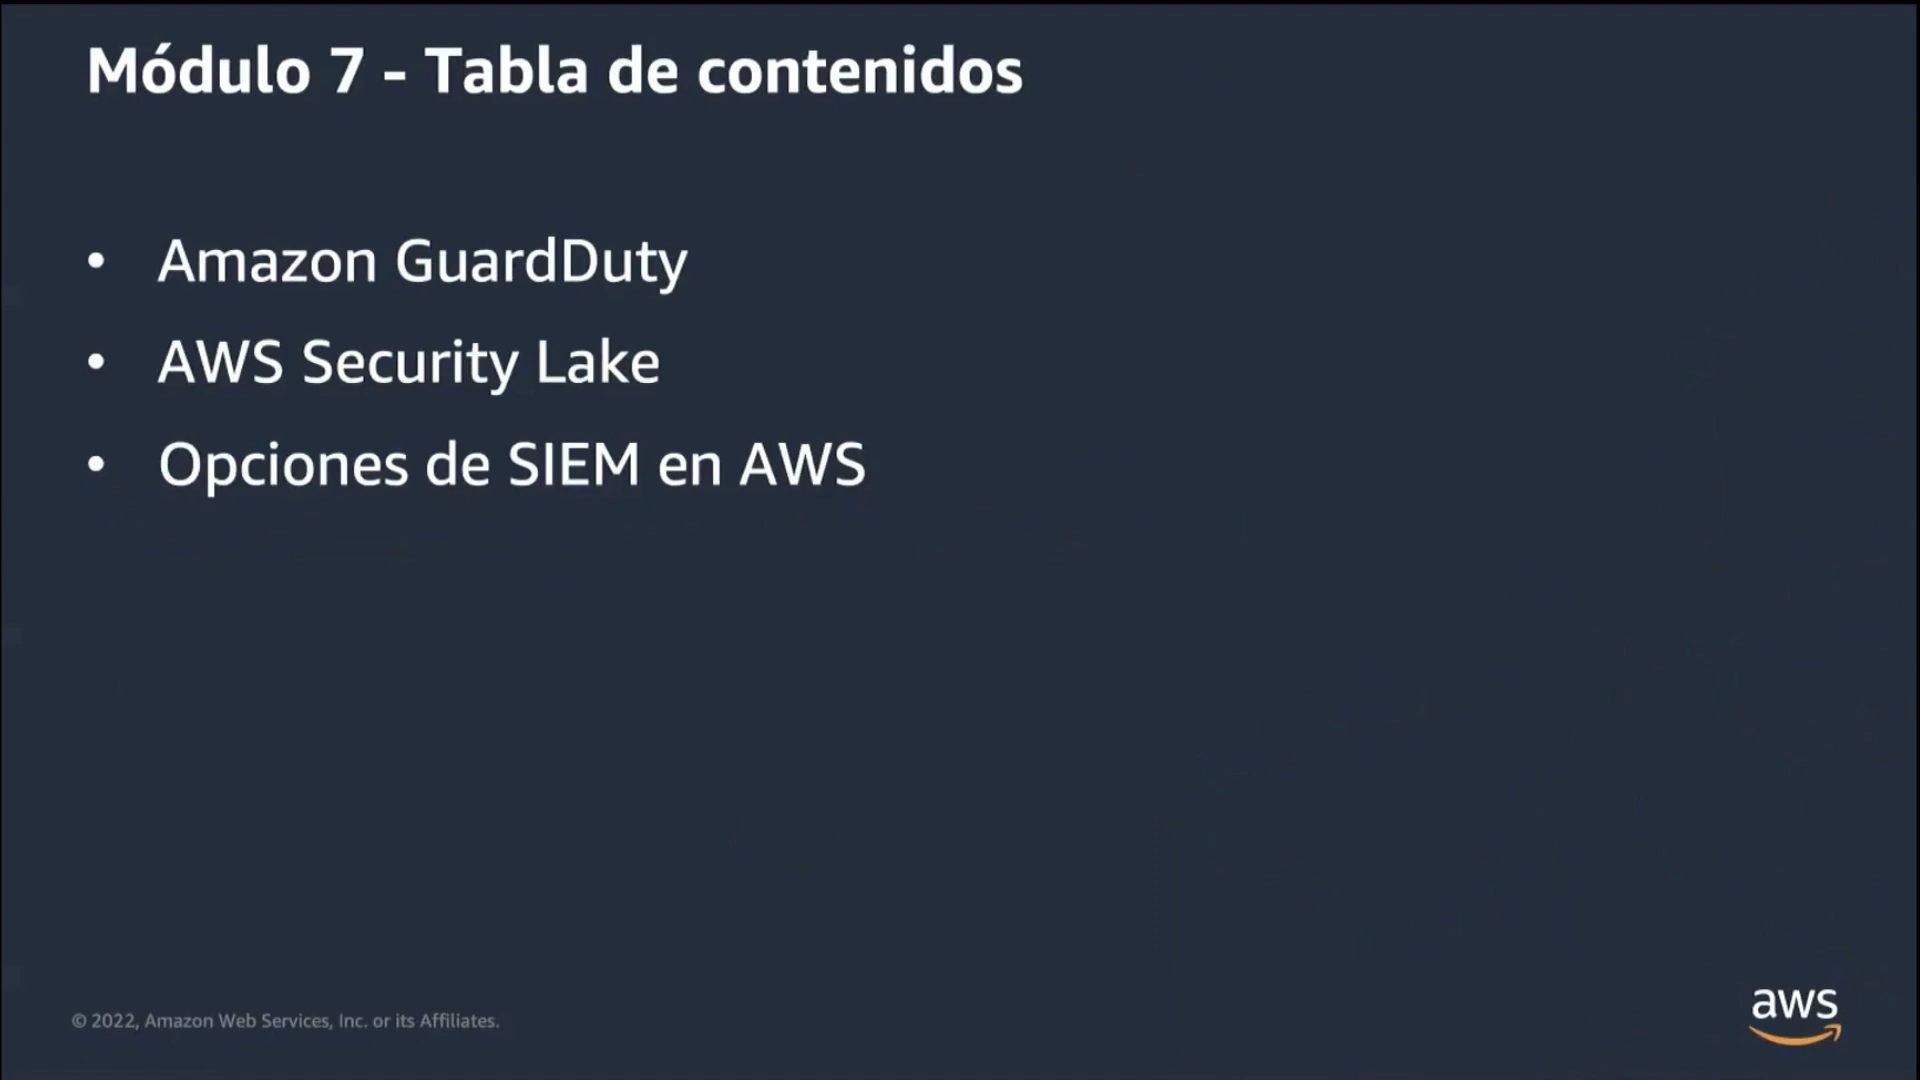 Módulo 7 - Tabla de contenidos
• Amazon GuardDuty
• AWS Security Lake
• Opciones de SIEM en AWS
© 2022, Amazon Web Services, Inc. or its Affiliates.
aws